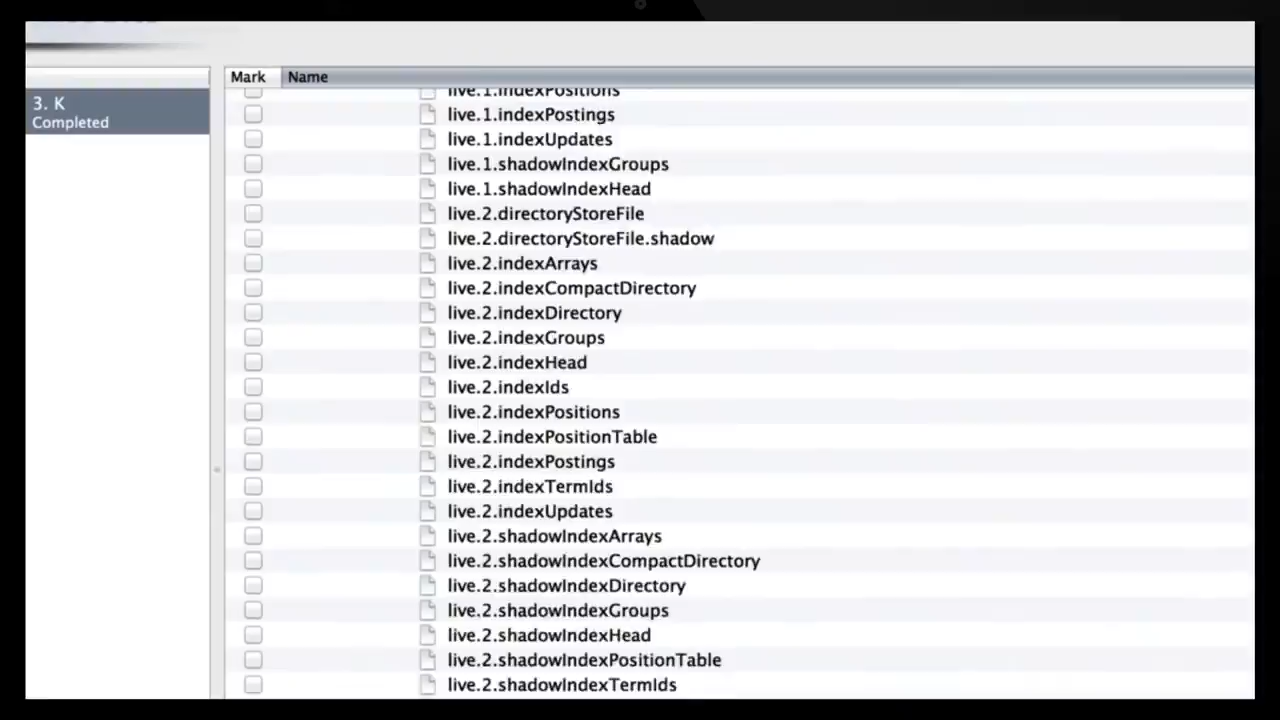 Mark Name
3. K
Completed
live.1.indexPositions
live.1.indexPostings
live.1.indexUpdates
live.1.shadowIndexGroups
live.1.shadowIndexHead
live.2.directoryStoreFile
live.2.directoryStoreFile.shadow
live.2.indexArrays
live.2.indexCompactDirectory
live.2.indexDirectory
live.2.indexGroups
live.2.indexHead
live.2.indexIds
live.2.indexPositions
live.2.indexPositionTable
live.2.indexPostings
live.2.indexTermIds
live.2.indexUpdates
live.2.shadowIndexArrays
live.2.shadowIndexCompactDirectory
live.2.shadowIndexDirectory
live.2.shadowIndexGroups
live.2.shadowIndexHead
live.2.shadowIndexPositionTable
live.2.shadowIndexTermIds